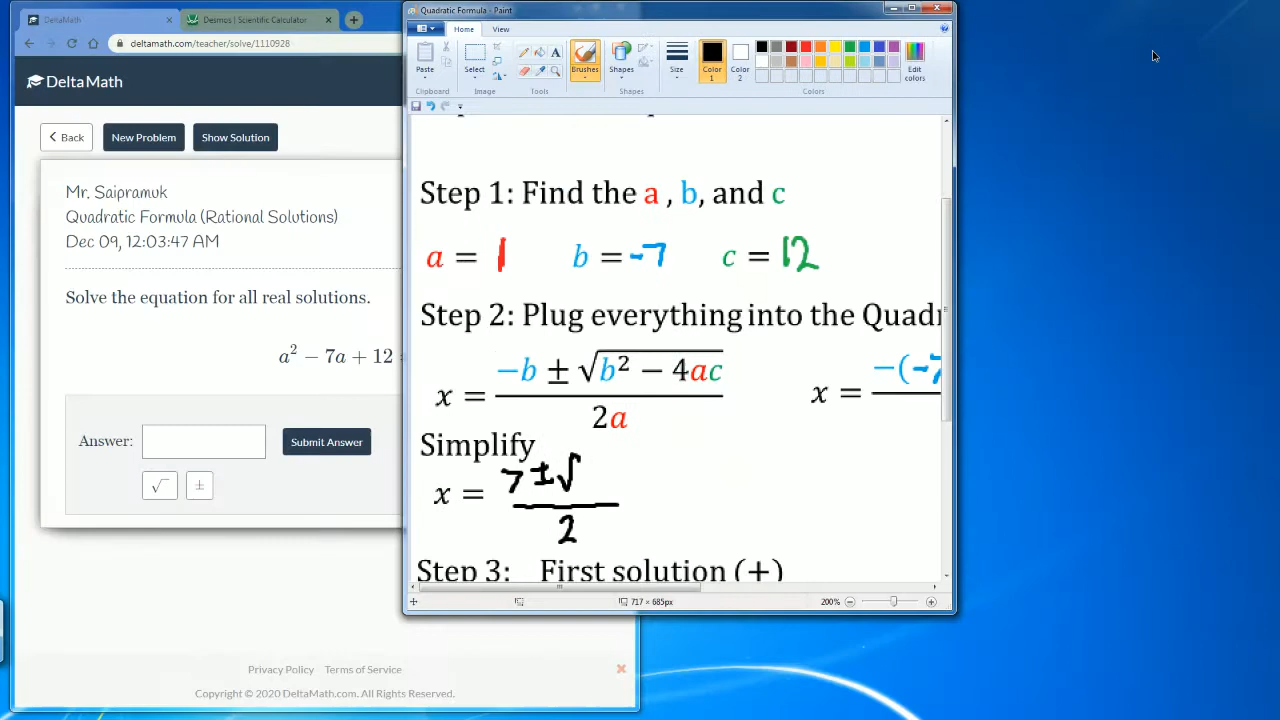 DeltaMath
Desmos | Scientific Calculator
deltamath.com/teacher/solve/1110928
DeltaMath
Back
New Problem
Show Solution
Mr. Saipramuk
Quadratic Formula (Rational Solutions)
Dec 09, 12:03:47 AM
Solve the equation for all real solutions.
a² − 7a + 12 =
Answer:
Submit Answer
√
±
Privacy Policy
Terms of Service
Copyright © 2020 DeltaMath.com. All Rights Reserved.
Quadratic Formula - Paint
Home
View
Paste
Select
Brushes
Shapes
Size
Color 1
Color 2
Edit colors
Clipboard
Image
Tools
Shapes
Colors
Step 1: Find the a , b, and c
a = 1 b = -7 c = 12
Step 2: Plug everything into the Quadr
x = (−b ± √(b² − 4ac)) / 2a x = −(-7
Simplify
x = 7 ± √ / 2
Step 3: First solution (+)
717 × 685px
200%